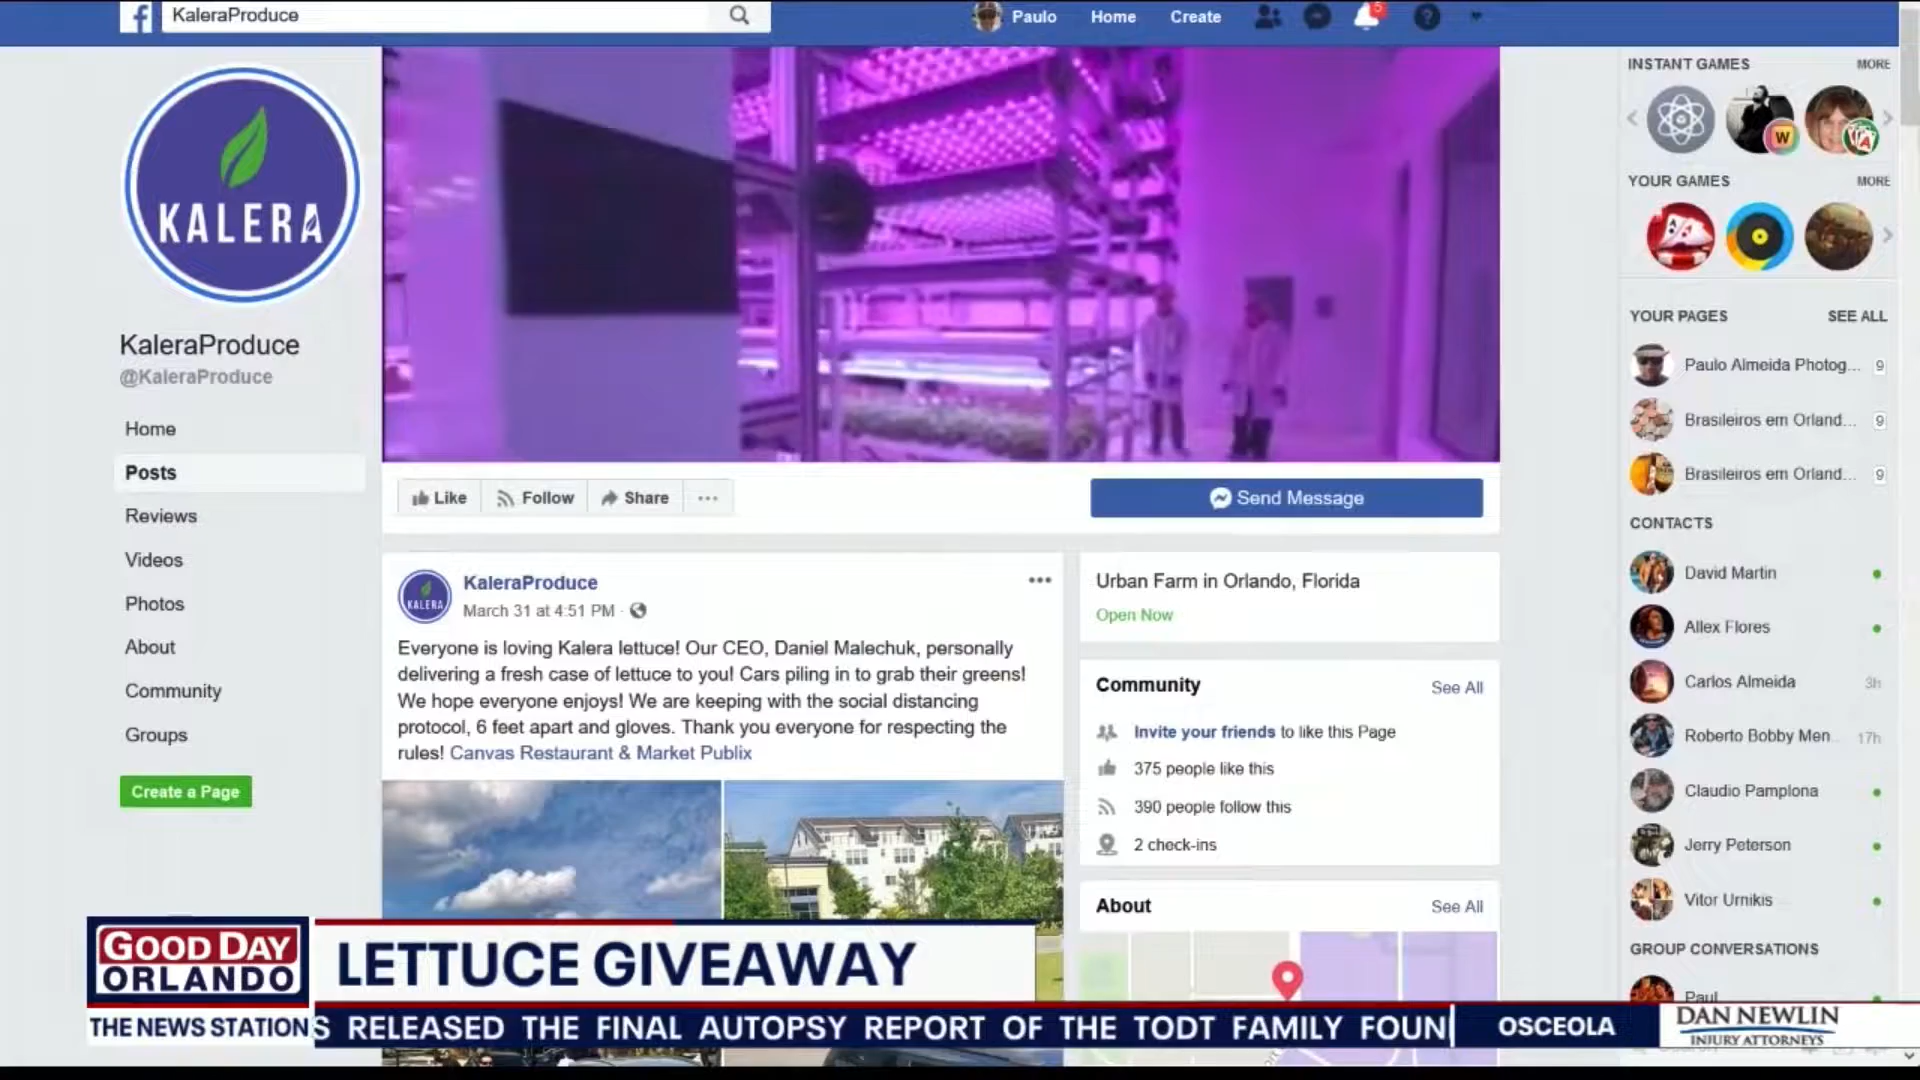 KaleraProduce
Paulo
Home
Create
5
KALERA
KaleraProduce
@KaleraProduce
Home
Posts
Reviews
Videos
Photos
About
Community
Groups
Create a Page
Like
Follow
Share
Send Message
KALERA
KaleraProduce
March 31 at 4:51 PM ·
Everyone is loving Kalera lettuce! Our CEO, Daniel Malechuk, personally
delivering a fresh case of lettuce to you! Cars piling in to grab their greens!
We hope everyone enjoys! We are keeping with the social distancing
protocol, 6 feet apart and gloves. Thank you everyone for respecting the
rules! Canvas Restaurant & Market Publix
Urban Farm in Orlando, Florida
Open Now
Community
See All
Invite your friends to like this Page
375 people like this
390 people follow this
2 check-ins
About
See All
INSTANT GAMES
MORE
W
A
YOUR GAMES
MORE
YOUR PAGES
SEE ALL
Paulo Almeida Photog... 9
Brasileiros em Orland... 9
Brasileiros em Orland... 9
CONTACTS
David Martin
Allex Flores
Carlos Almeida 3h
Roberto Bobby Men... 17h
Claudio Pamplona
Jerry Peterson
Vitor Urnikis
GROUP CONVERSATIONS
Paul
GOOD DAY
ORLANDO
LETTUCE GIVEAWAY
THE NEWS STATION
S RELEASED THE FINAL AUTOPSY REPORT OF THE TODT FAMILY FOUN
OSCEOLA
DAN NEWLIN
INJURY ATTORNEYS